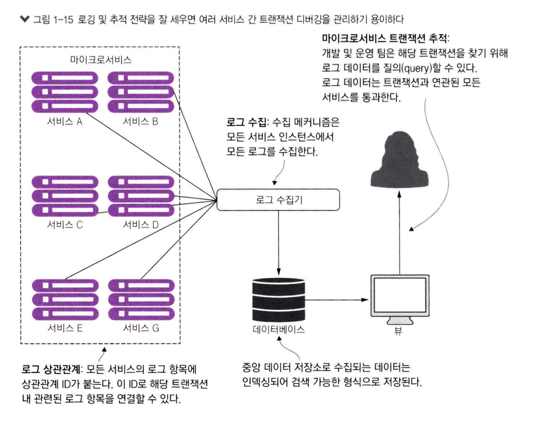 그림 1-15 로깅 및 추적 전략을 잘 세우면 여러 서비스 간 트랜잭션 디버깅을 관리하기 용이하다
마이크로서비스 트랜잭션 추적:
개발 및 운영 팀은 해당 트랜잭션을 찾기 위해
로그 데이터를 질의(query)할 수 있다.
로그 데이터는 트랜잭션과 연관된 모든
서비스를 통과한다.
마이크로서비스
서비스 A
서비스 B
로그 수집: 수집 메커니즘은
모든 서비스 인스턴스에서
모든 로그를 수집한다.
로그 수집기
서비스 C
서비스 D
서비스 E
서비스 G
데이터베이스
뷰
로그 상관관계: 모든 서비스의 로그 항목에
상관관계 ID가 붙는다. 이 ID로 해당 트랜잭션
내 관련된 로그 항목을 연결할 수 있다.
중앙 데이터 저장소로 수집되는 데이터는
인덱싱되어 검색 가능한 형식으로 저장된다.